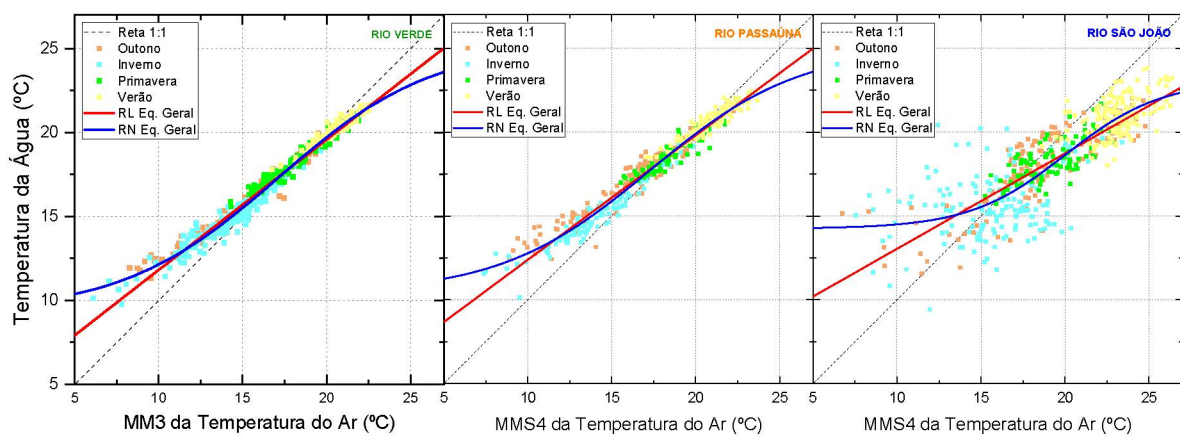 Temperatura da Água (ºC)
25
20
15
10
5
Reta 1:1
Outono
Inverno
Primavera
Verão
RL Eq. Geral
RN Eq. Geral
RIO VERDE
5 10 15 20 25
MM3 da Temperatura do Ar (ºC)
Reta 1:1
Outono
Inverno
Primavera
Verão
RL Eq. Geral
RN Eq. Geral
RIO PASSAÚNA
5 10 15 20 25
MMS4 da Temperatura do Ar (ºC)
Reta 1:1
Outono
Inverno
Primavera
Verão
RL Eq. Geral
RN Eq. Geral
RIO SÃO JOÃO
5 10 15 20 25
MMS4 da Temperatura do Ar (ºC)